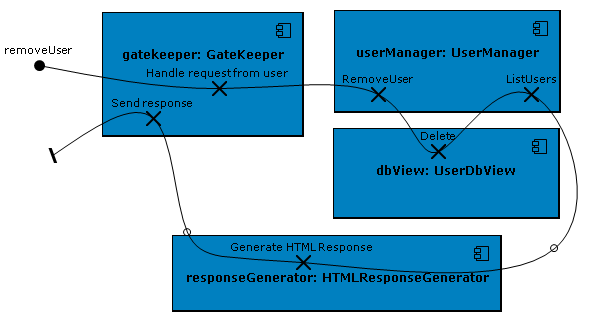 removeUser
gatekeeper: GateKeeper
Handle request from user
Send response
userManager: UserManager
RemoveUser
ListUsers
Delete
dbView: UserDbView
Generate HTML Response
responseGenerator: HTMLResponseGenerator